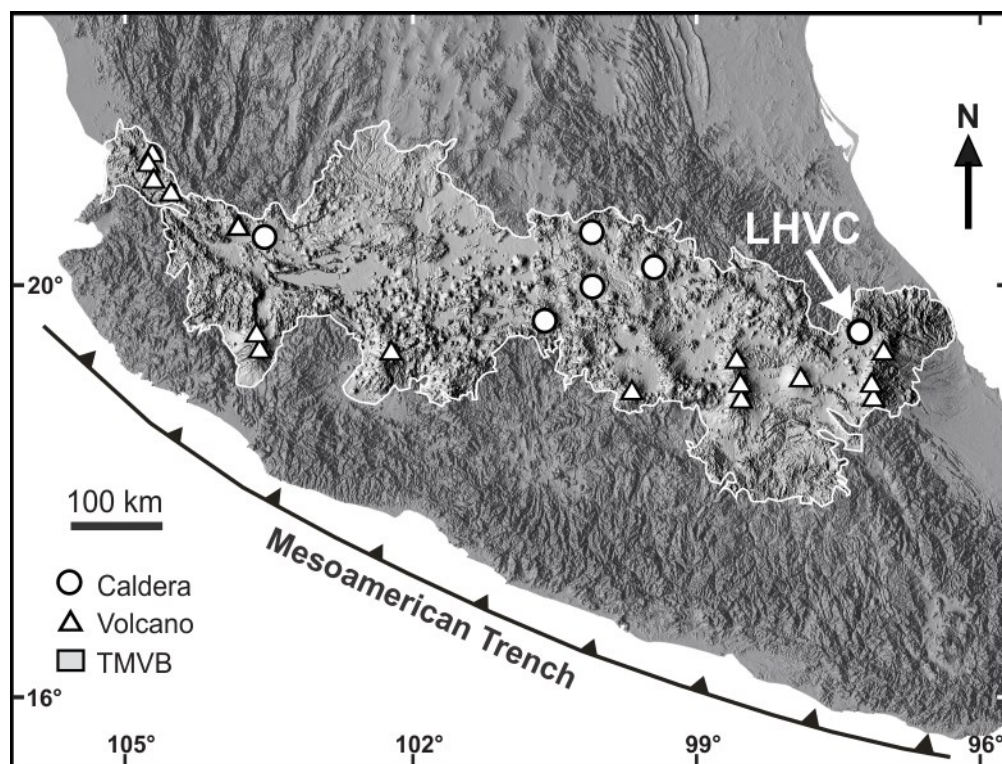 N
LHVC
20°
100 km
Mesoamerican Trench
Caldera
Volcano
TMVB
16°
105°
102°
99°
96°